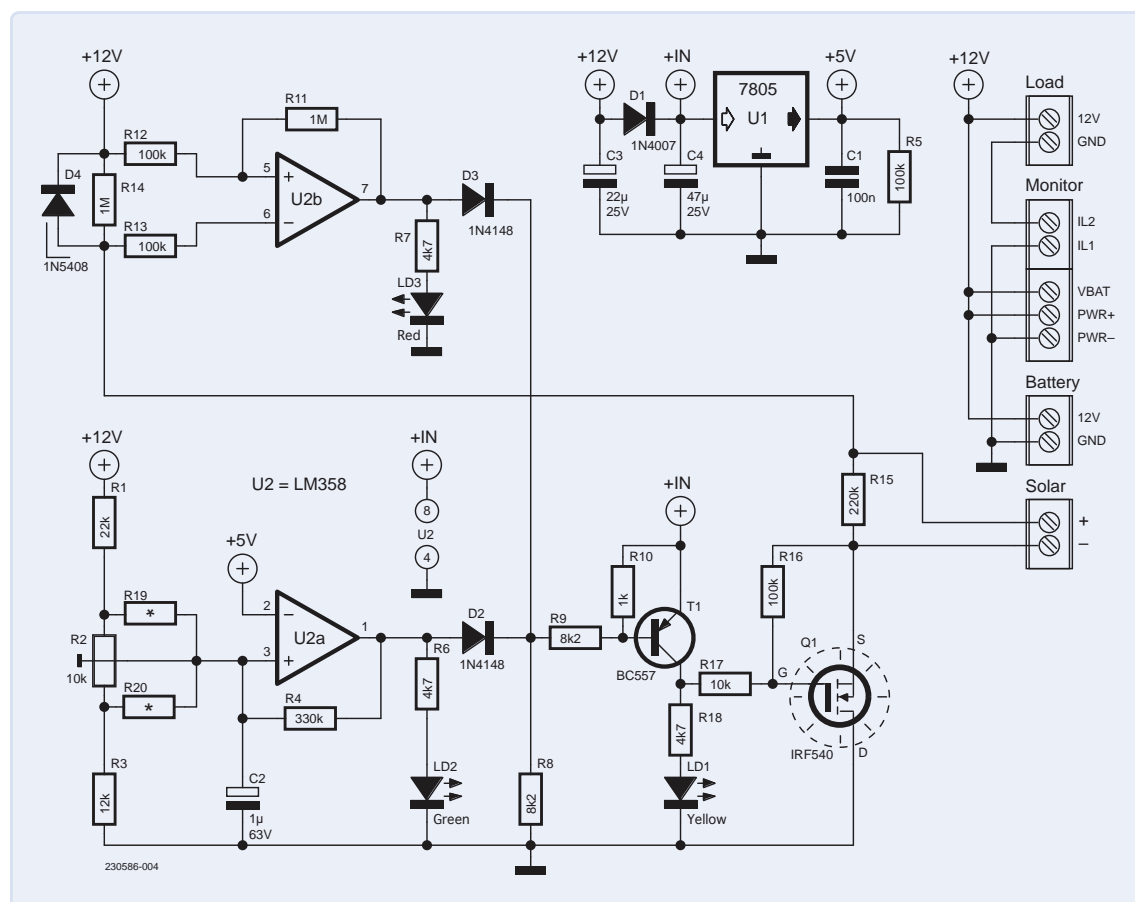 +12V
R11
1M
R12
100k
D4
R14
1M
5
6
U2b
7
D3
1N4148
R13
100k
1N5408
R7
4k7
LD3
Red
+12V
+IN
+5V
D1
1N4007
7805
U1
C3
22µ
25V
C4
47µ
25V
C1
100n
R5
100k
+12V
Load
12V
GND
Monitor
IL2
IL1
VBAT
PWR+
PWR–
Battery
12V
GND
Solar
+
–
+12V
R1
22k
U2 = LM358
+IN
8
U2
4
+5V
R19
*
R2
10k
R20
*
2
3
U2a
1
D2
1N4148
R6
4k7
R4
330k
R3
12k
C2
1µ
63V
LD2
Green
R8
8k2
R9
8k2
+IN
R10
1k
T1
BC557
R17
10k
R18
4k7
LD1
Yellow
R15
220k
R16
100k
Q1
G
S
D
IRF540
230586-004